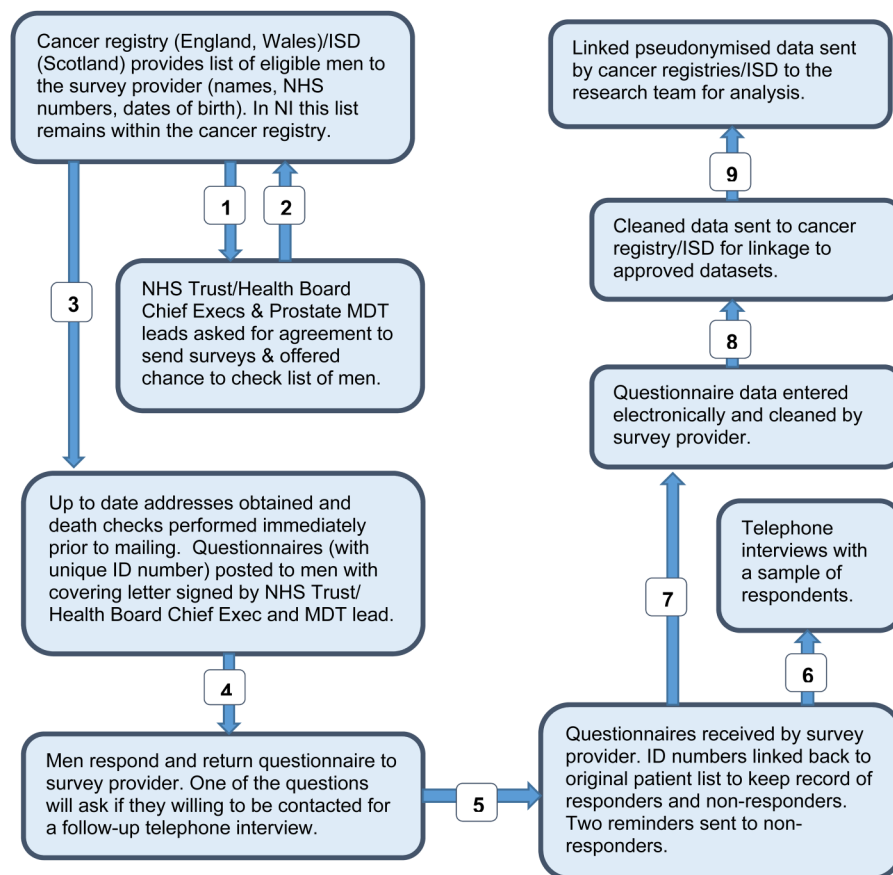 Cancer registry (England, Wales)/ISD
(Scotland) provides list of eligible men to
the survey provider (names, NHS
numbers, dates of birth). In NI this list
remains within the cancer registry.
1
2
3
NHS Trust/Health Board
Chief Execs & Prostate MDT
leads asked for agreement to
send surveys & offered
chance to check list of men.
Up to date addresses obtained and
death checks performed immediately
prior to mailing.  Questionnaires (with
unique ID number) posted to men with
covering letter signed by NHS Trust/
Health Board Chief Exec and MDT lead.
4
Men respond and return questionnaire to
survey provider. One of the questions
will ask if they willing to be contacted for
a follow-up telephone interview.
5
Questionnaires received by survey
provider. ID numbers linked back to
original patient list to keep record of
responders and non-responders.
Two reminders sent to non-
responders.
6
Telephone
interviews with
a sample of
respondents.
7
Questionnaire data entered
electronically and cleaned by
survey provider.
8
Cleaned data sent to cancer
registry/ISD for linkage to
approved datasets.
9
Linked pseudonymised data sent
by cancer registries/ISD to the
research team for analysis.